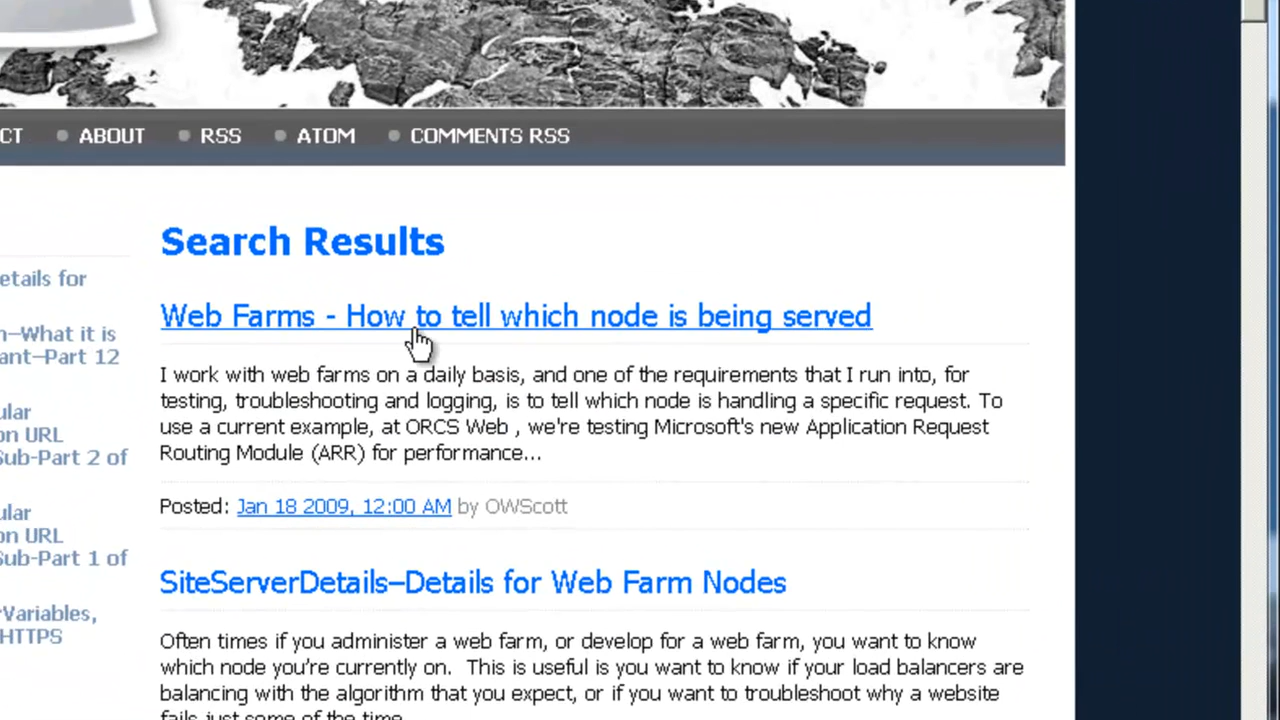 CT ABOUT RSS ATOM COMMENTS RSS
Search Results
etails for
Web Farms - How to tell which node is being served
n—What it is
ant—Part 12
I work with web farms on a daily basis, and one of the requirements that I run into, for
testing, troubleshooting and logging, is to tell which node is handling a specific request. To
use a current example, at ORCS Web , we're testing Microsoft's new Application Request
Routing Module (ARR) for performance...
ular
on URL
Sub-Part 2 of
Posted: Jan 18 2009, 12:00 AM by OWScott
ular
on URL
Sub-Part 1 of
SiteServerDetails—Details for Web Farm Nodes
rVariables,
HTTPS
Often times if you administer a web farm, or develop for a web farm, you want to know
which node you're currently on. This is useful is you want to know if your load balancers are
balancing with the algorithm that you expect, or if you want to troubleshoot why a website
fails just some of the time.